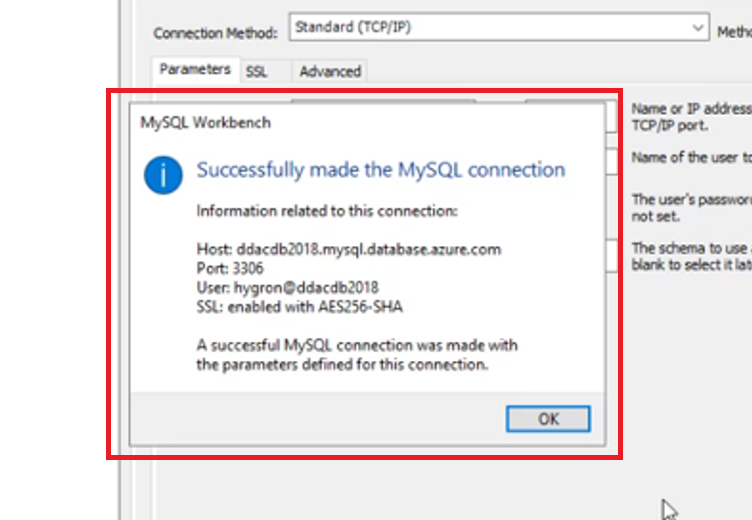 Connection Method: Standard (TCP/IP)
Parameters SSL Advanced
MySQL Workbench
Successfully made the MySQL connection
Information related to this connection:
Host: ddacdb2018.mysql.database.azure.com
Port: 3306
User: hygron@ddacdb2018
SSL: enabled with AES256-SHA
A successful MySQL connection was made with
the parameters defined for this connection.
OK
Name or IP address
TCP/IP port.
Name of the user
The user's
not set.
The schema to use
blank to select it